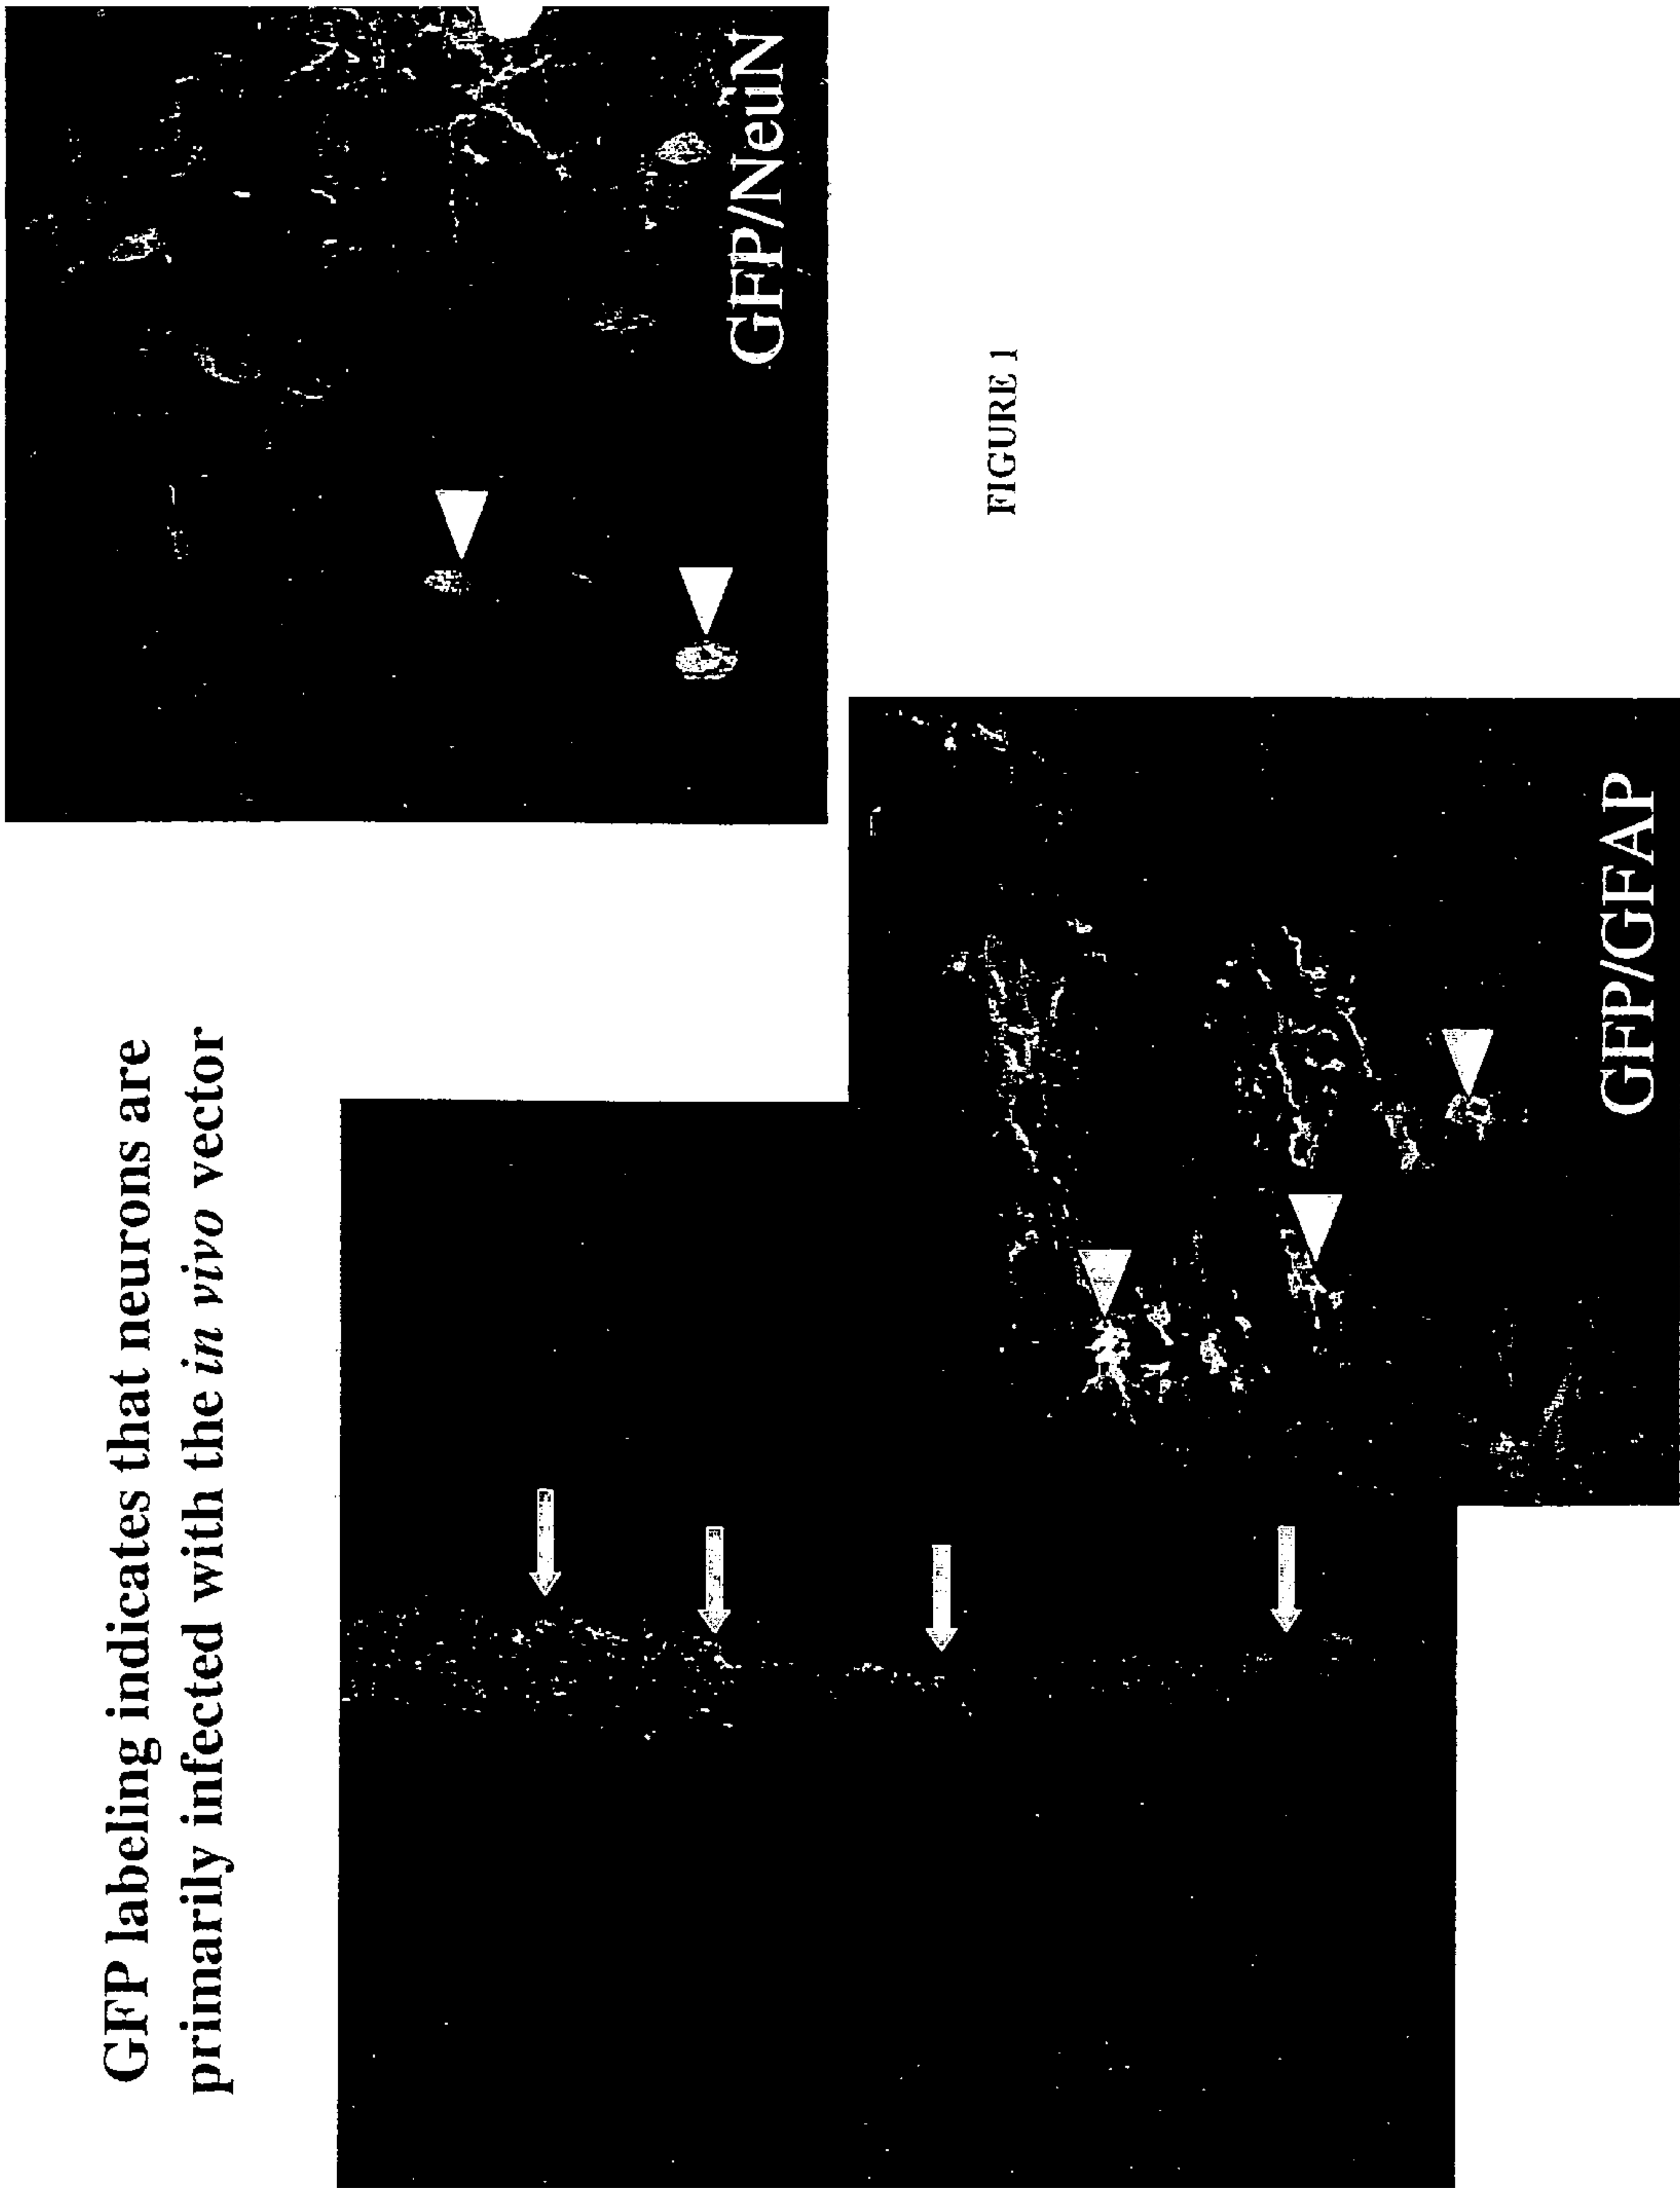 GFP labeling indicates that neurons are
primarily infected with the in vivo vector
GFP/NeuN
GFP/GFAP
FIGURE 1